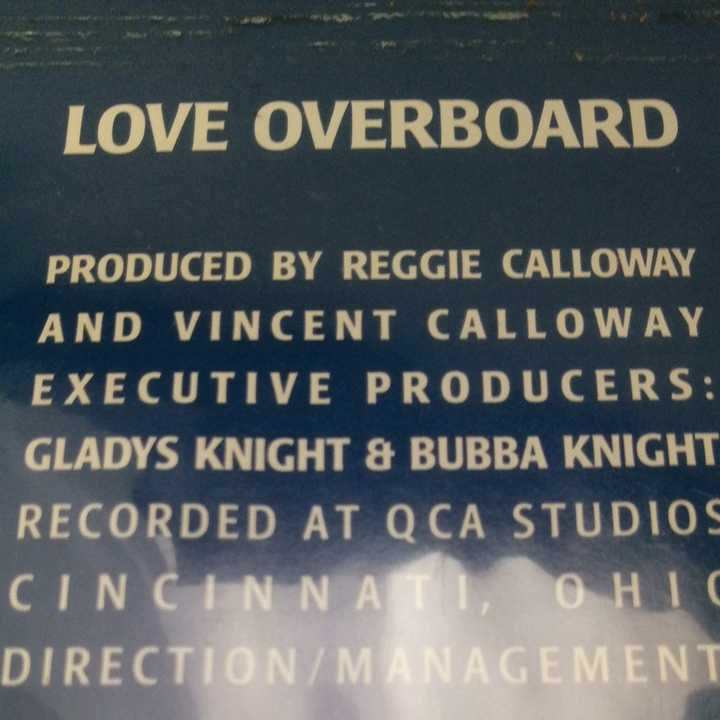 LOVE OVERBOARD
PRODUCED BY REGGIE CALLOWAY
AND VINCENT CALLOWAY
EXECUTIVE PRODUCERS:
GLADYS KNIGHT & BUBBA KNIGHT
RECORDED AT QCA STUDIOS
CINCINNATI, OHIO
DIRECTION/MANAGEMENT